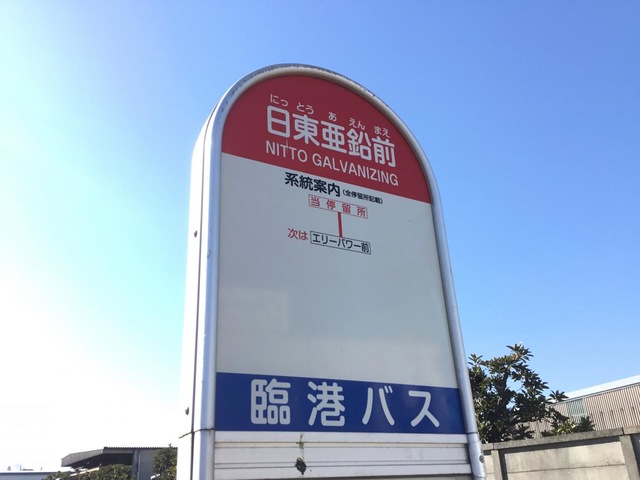 にっとうあえんまえ
日東亜鉛前
NITTO GALVANIZING
系統案内(全停留所記載)
当停留所
次は エリーパワー前
臨港バス